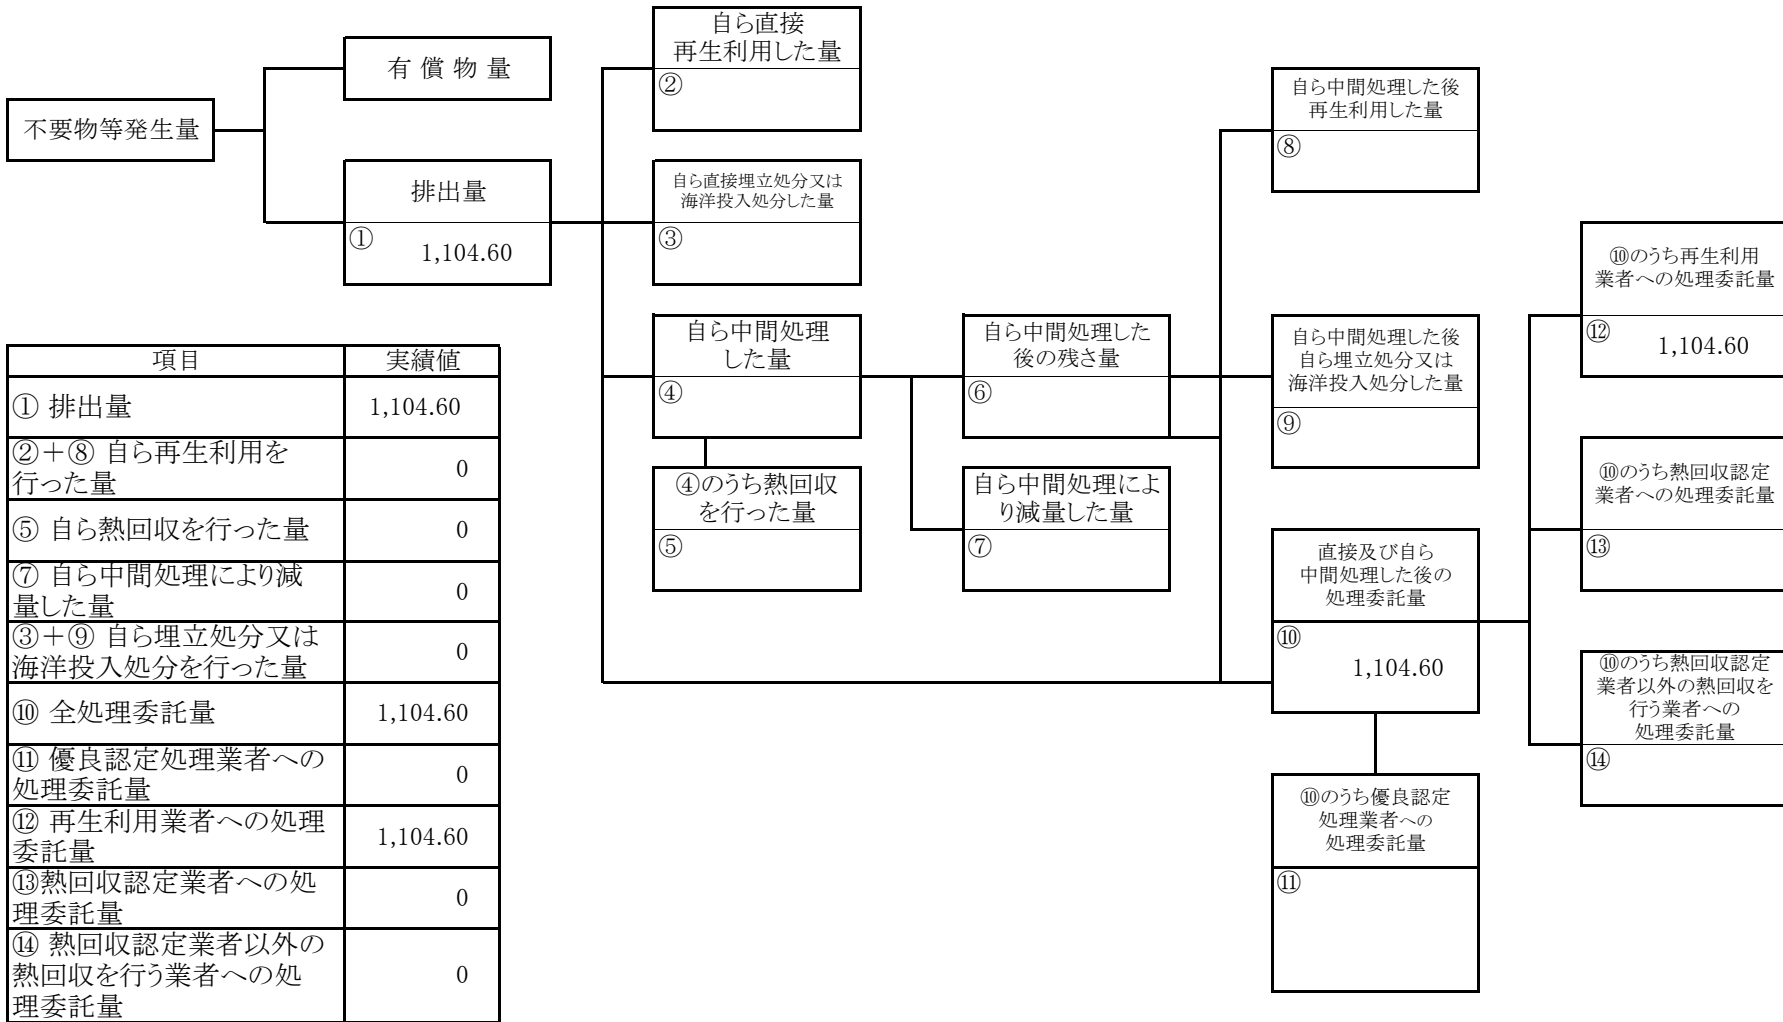 不要物等発生量
有 償 物 量
排出量
①
1,104.60
自ら直接
再生利用した量
②
自ら直接埋立処分又は
海洋投入処分した量
③
自ら中間処理
した量
④
④のうち熱回収
を行った量
⑤
自ら中間処理した
後の残さ量
⑥
自ら中間処理によ
り減量した量
⑦
自ら中間処理した後
再生利用した量
⑧
自ら中間処理した後
自ら埋立処分又は
海洋投入処分した量
⑨
直接及び自ら
中間処理した後の
処理委託量
⑩
1,104.60
⑩のうち優良認定
処理業者への
処理委託量
⑪
⑩のうち再生利用
業者への処理委託量
⑫
1,104.60
⑩のうち熱回収認定
業者への処理委託量
⑬
⑩のうち熱回収認定
業者以外の熱回収を
行う業者への
処理委託量
⑭
項目 実績値
① 排出量 1,104.60
②+⑧ 自ら再生利用を
行った量 0
⑤ 自ら熱回収を行った量 0
⑦ 自ら中間処理により減
量した量 0
③+⑨ 自ら埋立処分又は
海洋投入処分を行った量 0
⑩ 全処理委託量 1,104.60
⑪ 優良認定処理業者への
処理委託量 0
⑫ 再生利用業者への処理
委託量 1,104.60
⑬熱回収認定業者への処
理委託量 0
⑭ 熱回収認定業者以外の
熱回収を行う業者への処
理委託量 0